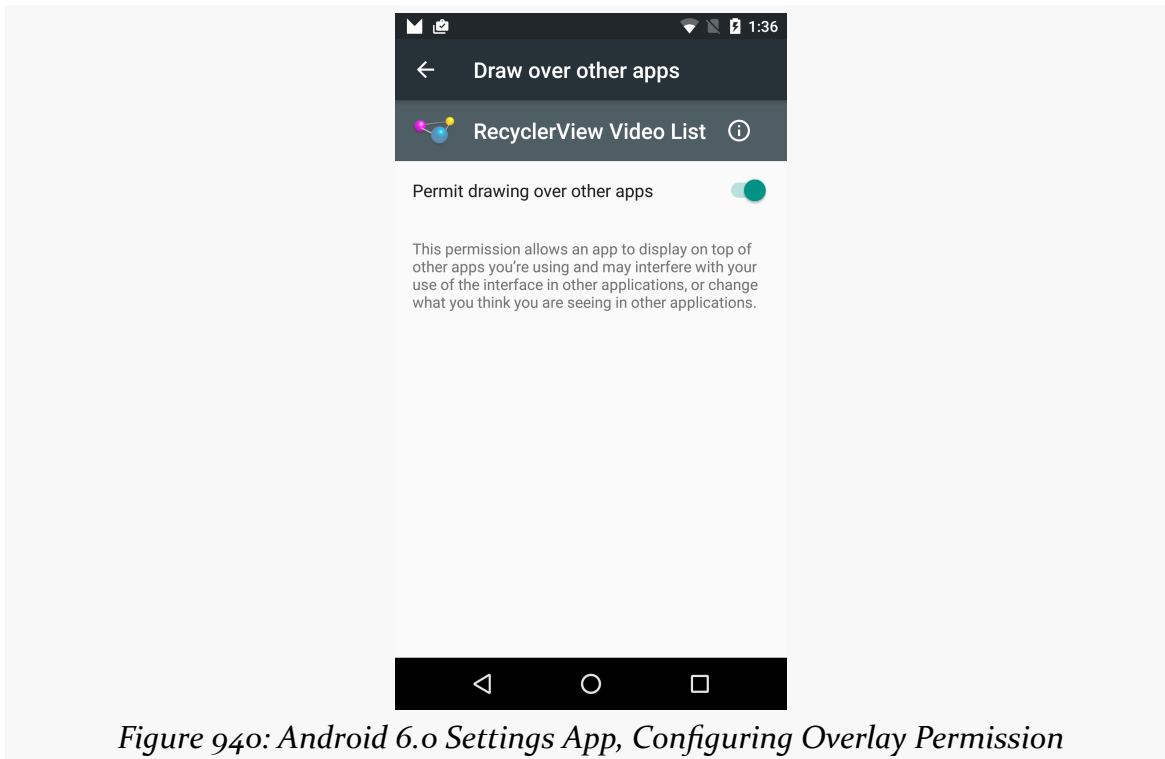 1:36
Draw over other apps
RecyclerView Video List
Permit drawing over other apps
This permission allows an app to display on top of
other apps you’re using and may interfere with your
use of the interface in other applications, or change
what you think you are seeing in other applications.
Figure 940: Android 6.0 Settings App, Configuring Overlay Permission